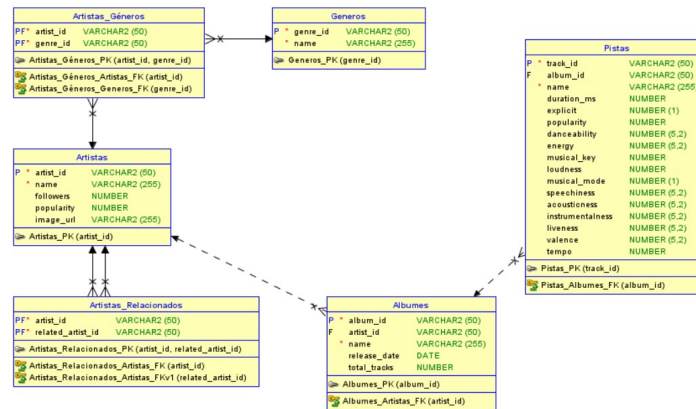 Artistas_Géneros
PF* artist_id VARCHAR2 (50)
PF* genre_id VARCHAR2 (50)
Artistas_Géneros_PK (artist_id, genre_id)
Artistas_Géneros_Artistas_FK (artist_id)
Artistas_Géneros_Generos_FK (genre_id)
Generos
P * genre_id VARCHAR2 (50)
* name VARCHAR2 (255)
Generos_PK (genre_id)
Pistas
P * track_id VARCHAR2 (50)
F album_id VARCHAR2 (50)
* name VARCHAR2 (255)
duration_ms NUMBER
explicit NUMBER (1)
popularity NUMBER
danceability NUMBER (5,2)
energy NUMBER (5,2)
musical_key NUMBER
loudness NUMBER
musical_mode NUMBER (1)
speechiness NUMBER (5,2)
acousticness NUMBER (5,2)
instrumentalness NUMBER (5,2)
liveness NUMBER (5,2)
valence NUMBER (5,2)
tempo NUMBER
Pistas_PK (track_id)
Pistas_Albumes_FK (album_id)
Artistas
P * artist_id VARCHAR2 (50)
* name VARCHAR2 (255)
followers NUMBER
popularity NUMBER
image_url VARCHAR2 (255)
Artistas_PK (artist_id)
Artistas_Relacionados
PF* artist_id VARCHAR2 (50)
PF* related_artist_id VARCHAR2 (50)
Artistas_Relacionados_PK (artist_id, related_artist_id)
Artistas_Relacionados_Artistas_FK (artist_id)
Artistas_Relacionados_Artistas_FKv1 (related_artist_id)
Albumes
P * album_id VARCHAR2 (50)
F artist_id VARCHAR2 (50)
* name VARCHAR2 (255)
release_date DATE
total_tracks NUMBER
Albumes_PK (album_id)
Albumes_Artistas_FK (artist_id)